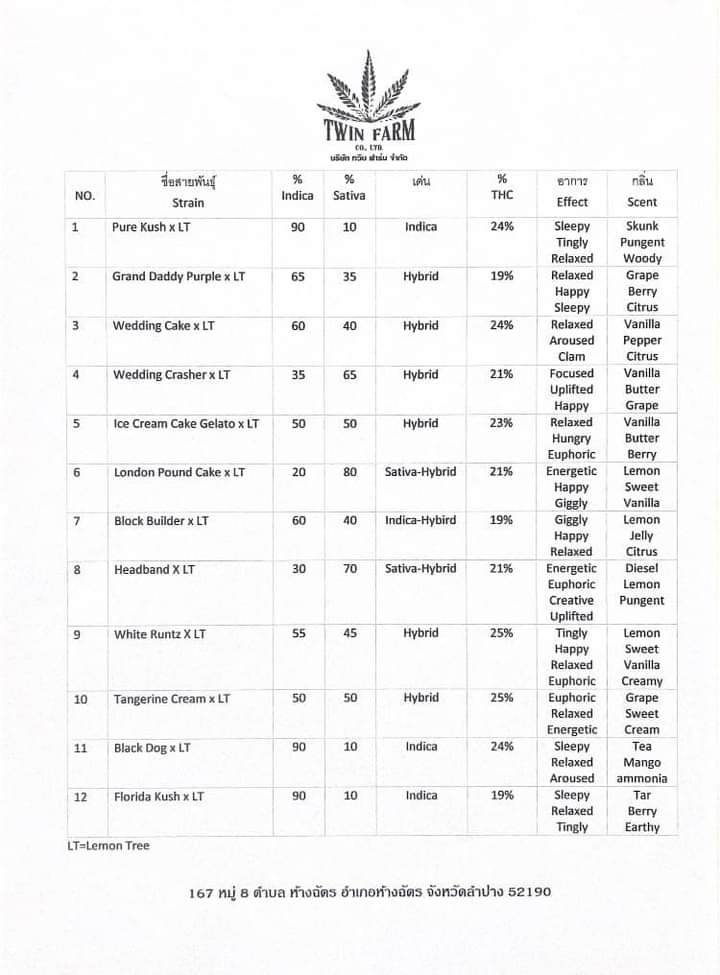 TWIN FARM
CO., LTD.
บริษัท ทวิน ฟาร์ม จำกัด
NO. ชื่อสายพันธุ์ Strain % Indica % Sativa เด่น % THC อาการ Effect กลิ่น Scent
1 Pure Kush x LT 90 10 Indica 24% Sleepy Skunk
Tingly Pungent
Relaxed Woody
2 Grand Daddy Purple x LT 65 35 Hybrid 19% Relaxed Grape
Happy Berry
Sleepy Citrus
3 Wedding Cake x LT 60 40 Hybrid 24% Relaxed Vanilla
Aroused Pepper
Clam Citrus
4 Wedding Crasher x LT 35 65 Hybrid 21% Focused Vanilla
Uplifted Butter
Happy Grape
5 Ice Cream Cake Gelato x LT 50 50 Hybrid 23% Relaxed Vanilla
Hungry Butter
Euphoric Berry
6 London Pound Cake x LT 20 80 Sativa-Hybrid 21% Energetic Lemon
Happy Sweet
Giggly Vanilla
7 Block Builder x LT 60 40 Indica-Hybird 19% Giggly Lemon
Happy Jelly
Relaxed Citrus
8 Headband X LT 30 70 Sativa-Hybrid 21% Energetic Diesel
Euphoric Lemon
Creative Pungent
Uplifted
9 White Runtz X LT 55 45 Hybrid 25% Tingly Lemon
Happy Sweet
Relaxed Vanilla
Euphoric Creamy
10 Tangerine Cream x LT 50 50 Hybrid 25% Euphoric Grape
Relaxed Sweet
Energetic Cream
11 Black Dog x LT 90 10 Indica 24% Sleepy Tea
Relaxed Mango
Aroused ammonia
12 Florida Kush x LT 90 10 Indica 19% Sleepy Tar
Relaxed Berry
Tingly Earthy
LT=Lemon Tree
167 หมู่ 8 ตำบล ห้างฉัตร อำเภอห้างฉัตร จังหวัดลำปาง 52190